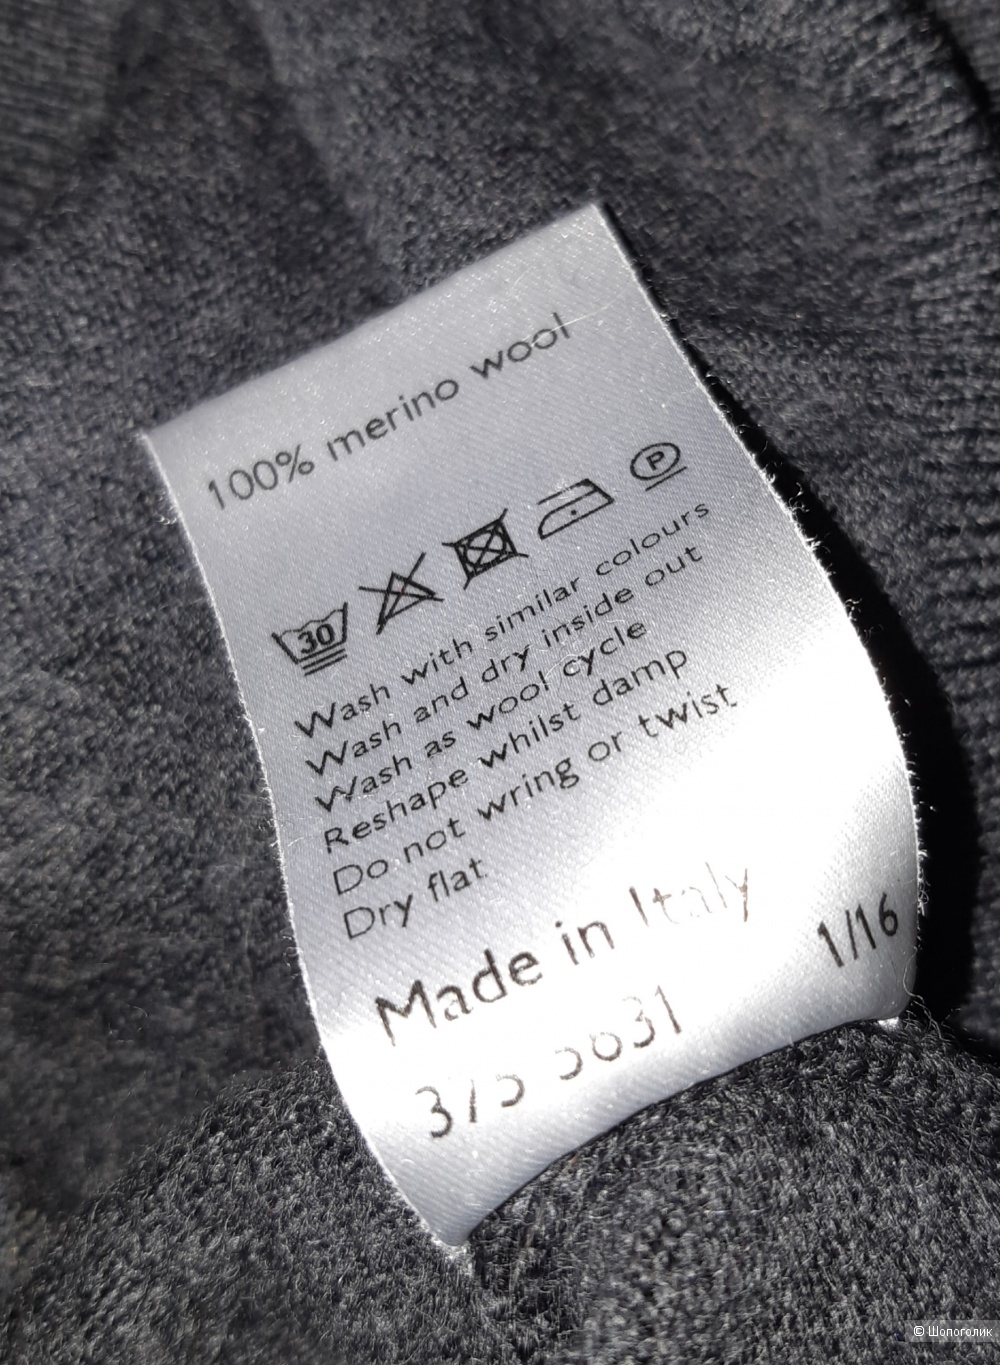 100% merino wool
30
P
Wash with similar colours
Wash and dry inside out
Wash as wool cycle
Reshape whilst damp
Do not wring or twist
Dry flat
Made in Italy
1/16
© Шопоголик